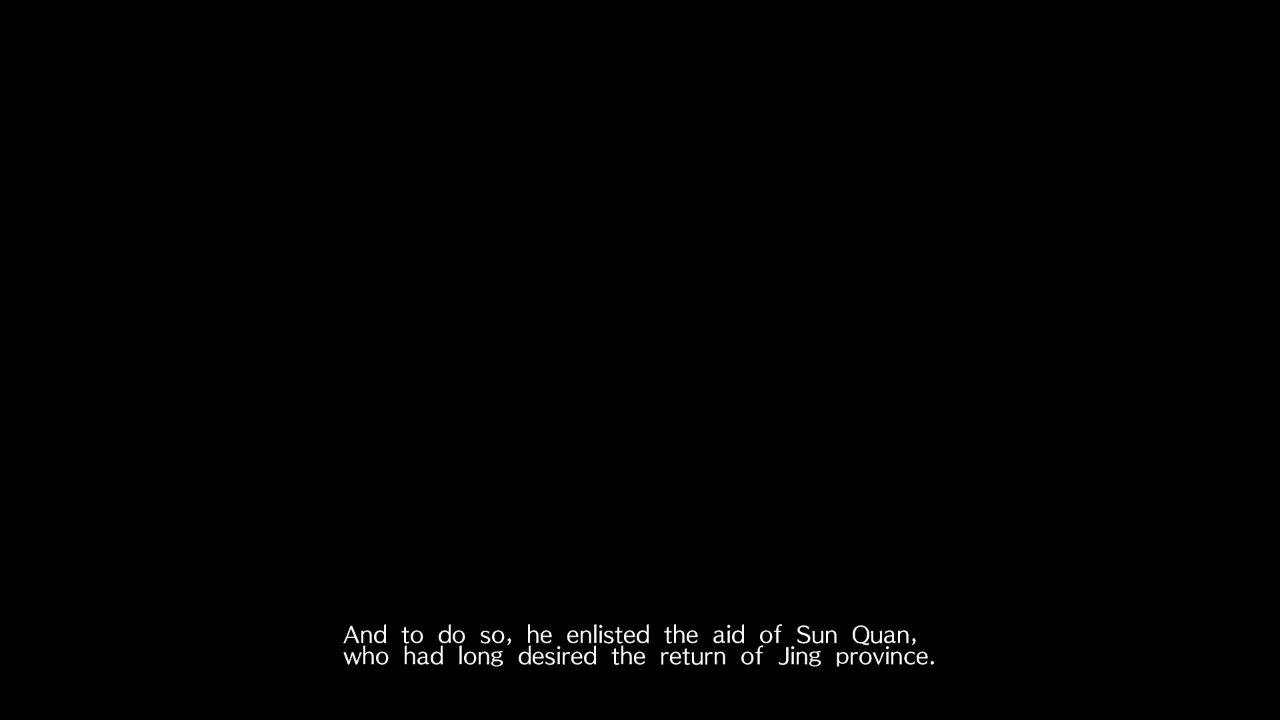 And to do so, he enlisted the aid of Sun Quan,
who had long desired the return of Jing province.